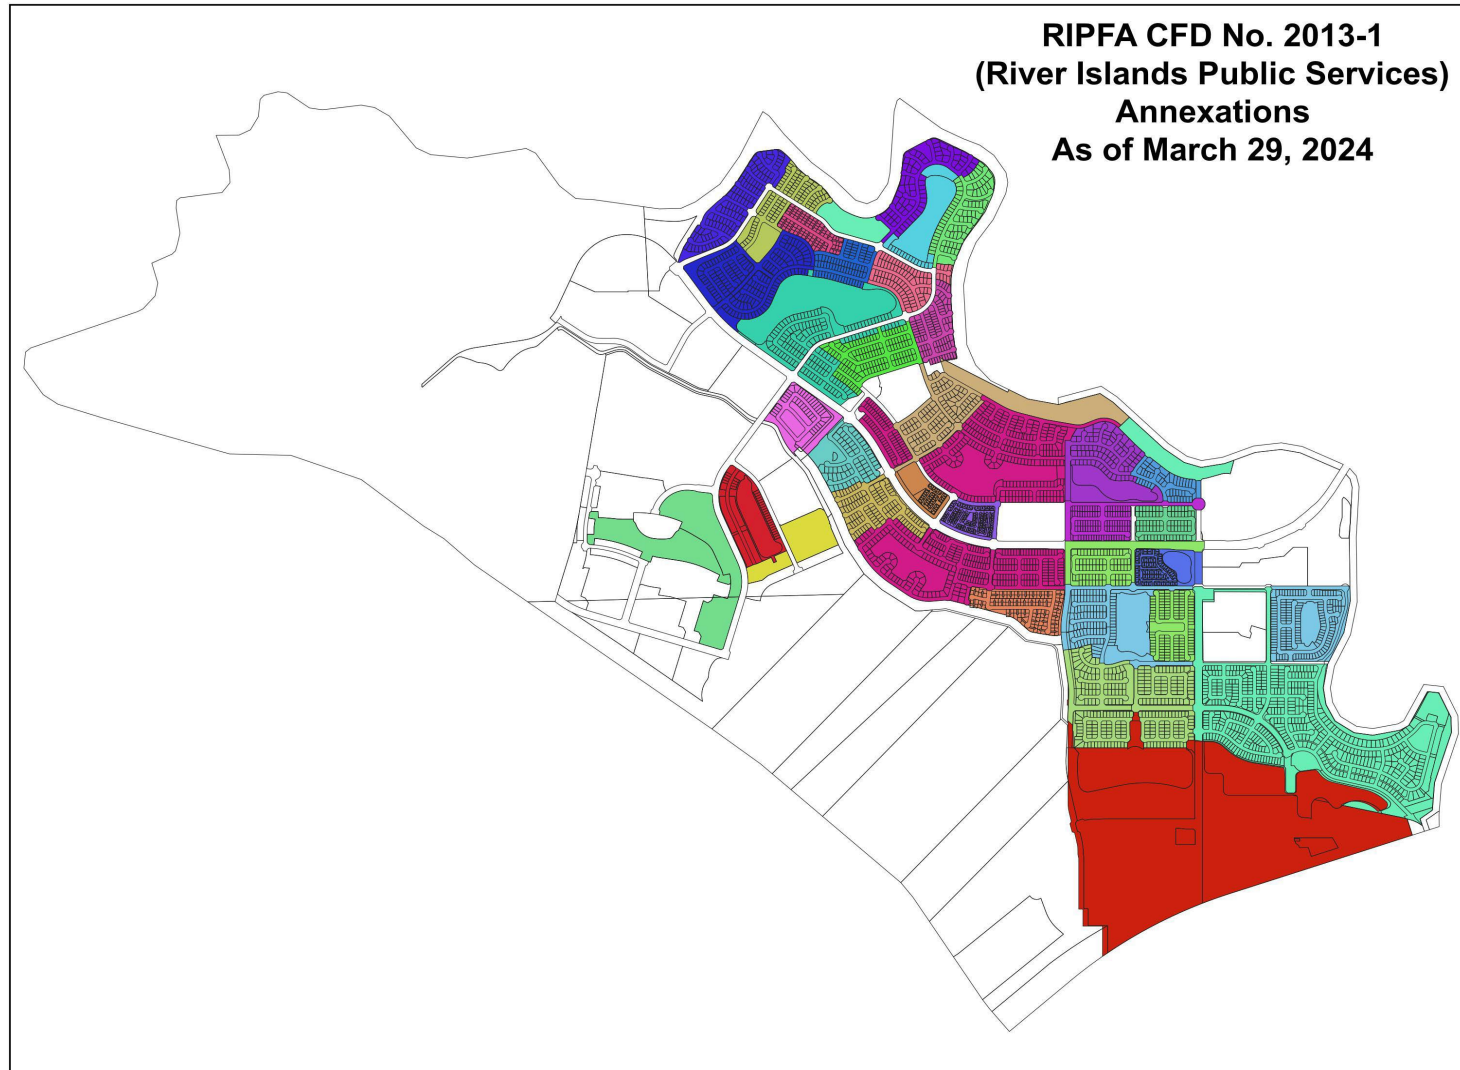 RIPFA CFD No. 2013-1
(River Islands Public Services)
Annexations
As of March 29, 2024